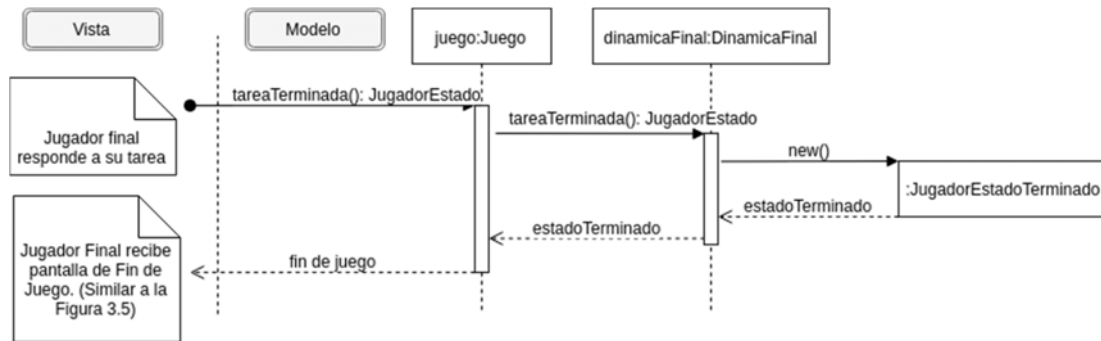 Vista
Modelo
juego:Juego
dinamicaFinal:DinamicaFinal
tareaTerminada(): JugadorEstado
Jugador final
responde a su tarea
tareaTerminada(): JugadorEstado
new()
:JugadorEstadoTerminado
estadoTerminado
estadoTerminado
fin de juego
Jugador Final recibe
pantalla de Fin de
Juego. (Similar a la
Figura 3.5)